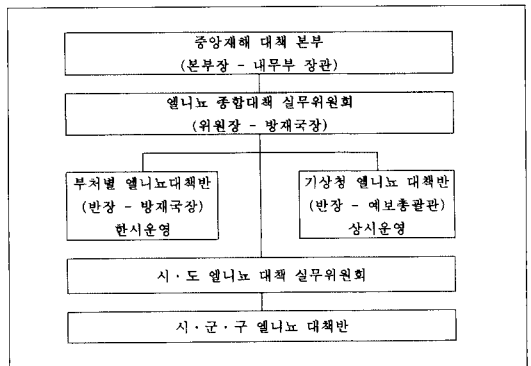 중앙재해 대책 본부
(본부장 - 내무부 장관)
엘니뇨 종합대책 실무위원회
(위원장 - 방재국장)
부처별 엘니뇨대책반
(반장 - 방재국장)
한시운영
기상청 엘니뇨 대책반
(반장 - 예보총괄관)
상시운영
시·도 엘니뇨 대책 실무위원회
시·군·구 엘니뇨 대책반